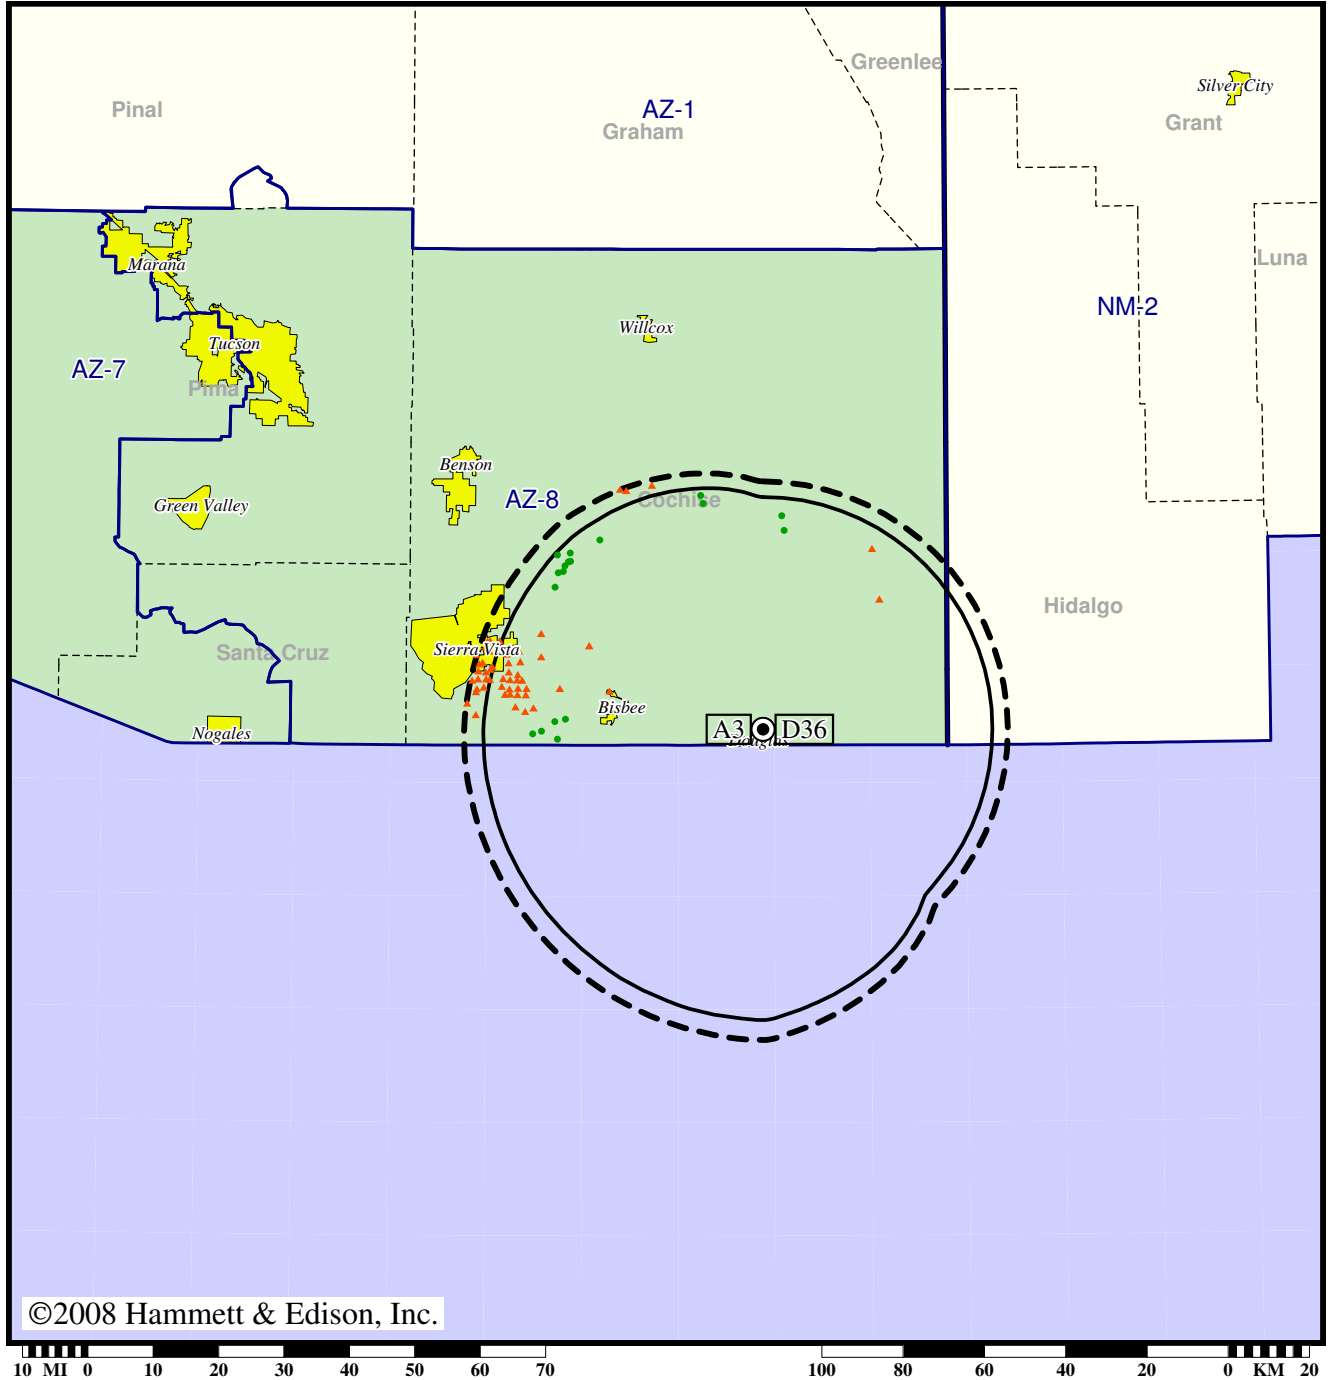 Greenlee
Silver City
Pinal
AZ-1
Graham
Grant
Marana
Luna
NM-2
Willcox
Tucson
AZ-7
Pima
Benson
AZ-8
Cochise
Green Valley
Hidalgo
Sierra Vista
Santa Cruz
Bisbee
Nogales
A3 D36
Douglas
©2008 Hammett & Edison, Inc.
10 MI 0 10 20 30 40 50 60 70 100 80 60 40 20 0 KM 20